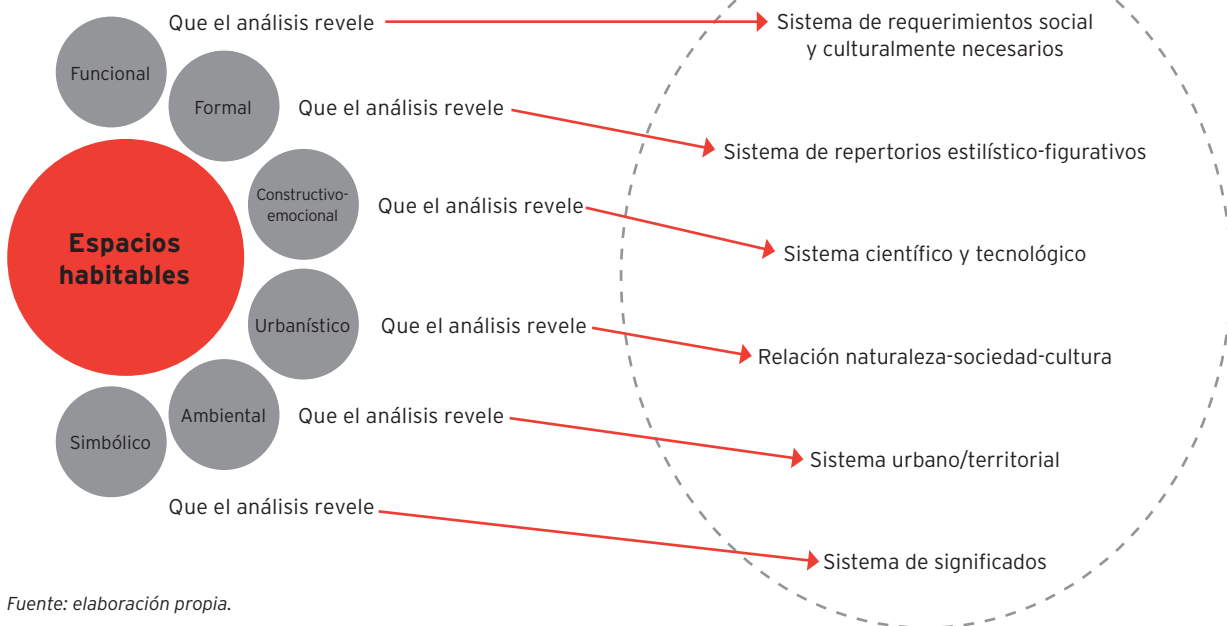 Que el análisis revele
Sistema de requerimientos social
y culturalmente necesarios
Funcional
Formal
Que el análisis revele
Sistema de repertorios estilístico-figurativos
Constructivo-
emocional
Que el análisis revele
Sistema científico y tecnológico
Espacios
habitables
Urbanístico
Que el análisis revele
Relación naturaleza-sociedad-cultura
Ambiental
Que el análisis revele
Sistema urbano/territorial
Simbólico
Que el análisis revele
Sistema de significados
Fuente: elaboración propia.